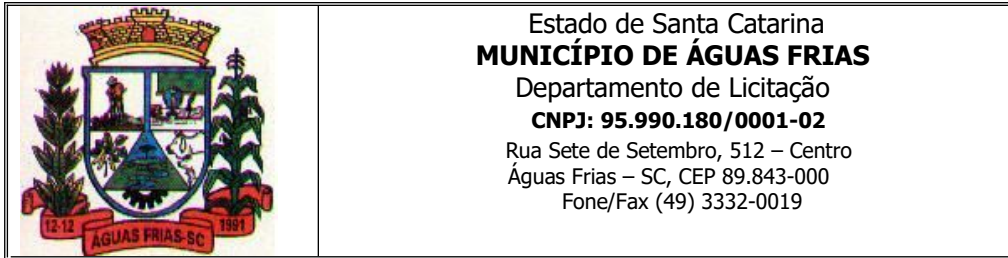 Estado de Santa Catarina
MUNICÍPIO DE ÁGUAS FRIAS
Departamento de Licitação
CNPJ: 95.990.180/0001-02
Rua Sete de Setembro, 512 – Centro
Águas Frias – SC, CEP 89.843-000
Fone/Fax (49) 3332-0019
12-12
ÁGUAS FRIAS-SC
1991